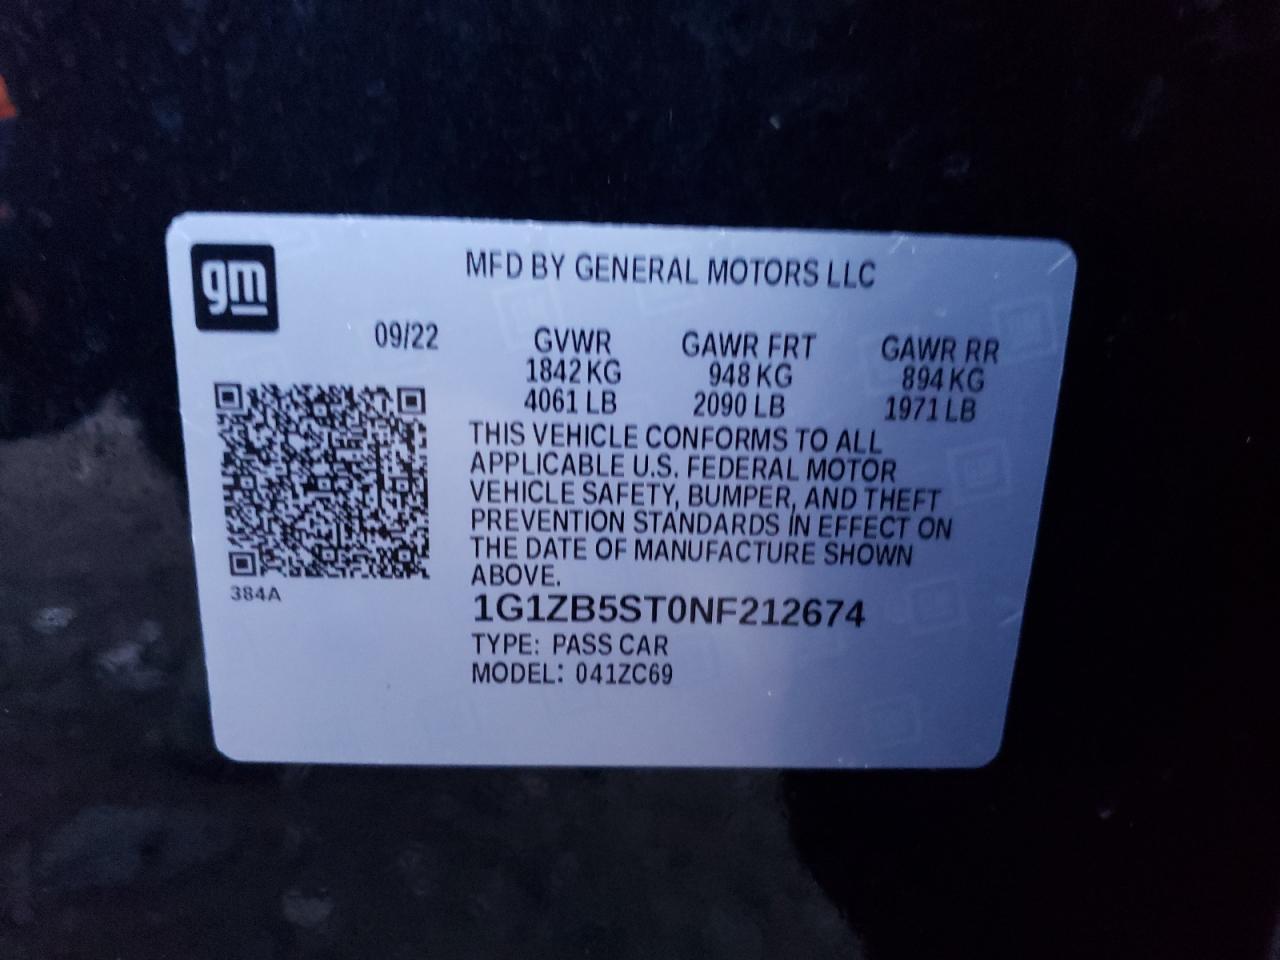 gm
MFD BY GENERAL MOTORS LLC
09/22
GVWR GAWR FRT GAWR RR
1842 KG 948 KG 894 KG
4061 LB 2090 LB 1971 LB
THIS VEHICLE CONFORMS TO ALL
APPLICABLE U.S. FEDERAL MOTOR
VEHICLE SAFETY, BUMPER, AND THEFT
PREVENTION STANDARDS IN EFFECT ON
THE DATE OF MANUFACTURE SHOWN
ABOVE.
384A
1G1ZB5ST0NF212674
TYPE: PASS CAR
MODEL: 041ZC69